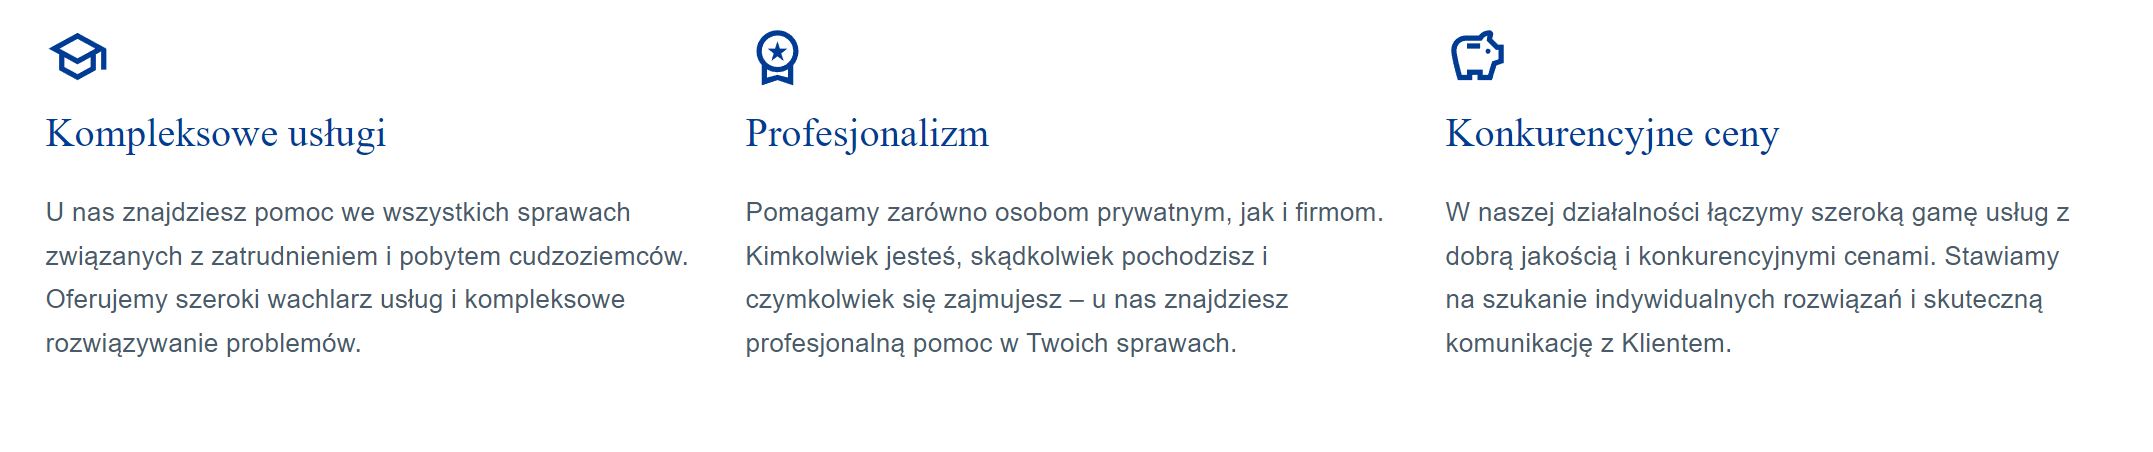 Kompleksowe usługi
U nas znajdziesz pomoc we wszystkich sprawach
związanych z zatrudnieniem i pobytem cudzoziemców.
Oferujemy szeroki wachlarz usług i kompleksowe
rozwiązywanie problemów.
Profesjonalizm
Pomagamy zarówno osobom prywatnym, jak i firmom.
Kimkolwiek jesteś, skądkolwiek pochodzisz i
czymkolwiek się zajmujesz – u nas znajdziesz
profesjonalną pomoc w Twoich sprawach.
Konkurencyjne ceny
W naszej działalności łączymy szeroką gamę usług z
dobrą jakością i konkurencyjnymi cenami. Stawiamy
na szukanie indywidualnych rozwiązań i skuteczną
komunikację z Klientem.